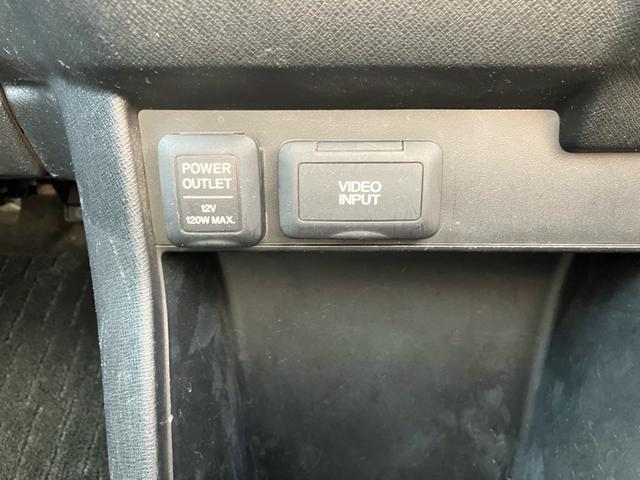 POWER
OUTLET
12V
120W MAX.
VIDEO
INPUT